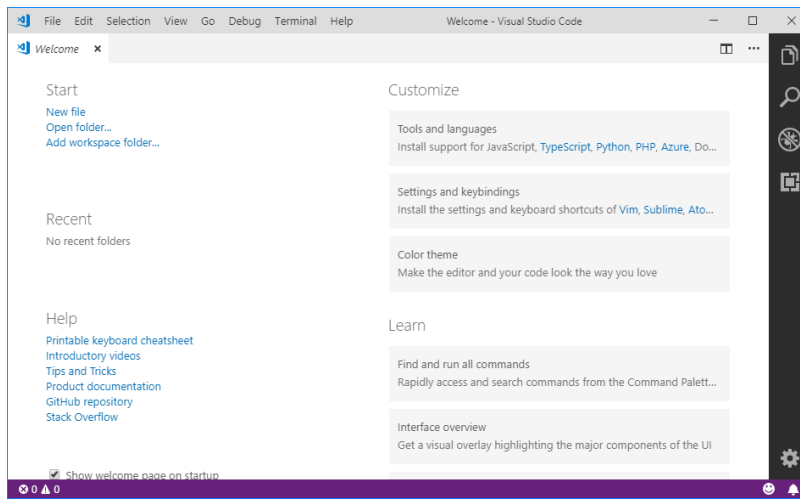 File Edit Selection View Go Debug Terminal Help Welcome - Visual Studio Code
Welcome
Start
New file
Open folder...
Add workspace folder...
Recent
No recent folders
Help
Printable keyboard cheatsheet
Introductory videos
Tips and Tricks
Product documentation
GitHub repository
Stack Overflow
Show welcome page on startup
Customize
Tools and languages
Install support for JavaScript, TypeScript, Python, PHP, Azure, Do...
Settings and keybindings
Install the settings and keyboard shortcuts of Vim, Sublime, Ato...
Color theme
Make the editor and your code look the way you love
Learn
Find and run all commands
Rapidly access and search commands from the Command Palett...
Interface overview
Get a visual overlay highlighting the major components of the UI
0 0